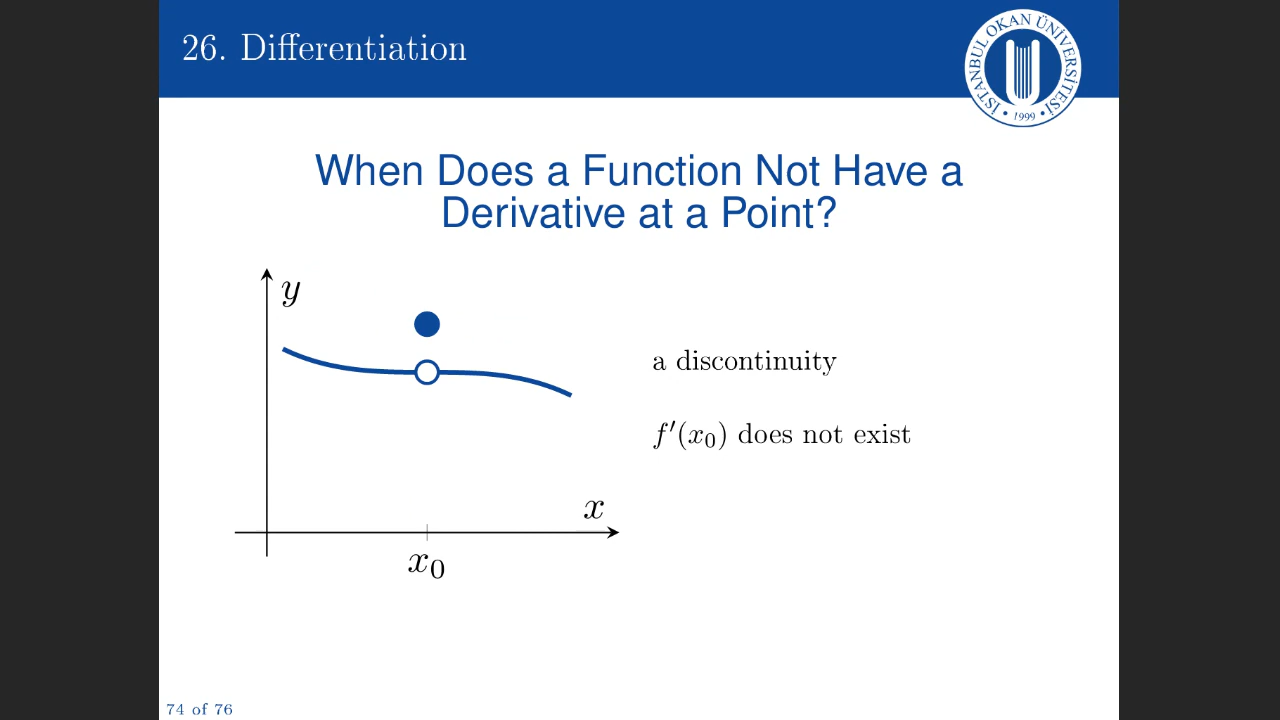 26. Differentiation
İSTANBUL OKAN ÜNİVERSİTESİ
• 1999 •
When Does a Function Not Have a
Derivative at a Point?
y
a discontinuity
f′(x₀) does not exist
x
x₀
74 of 76